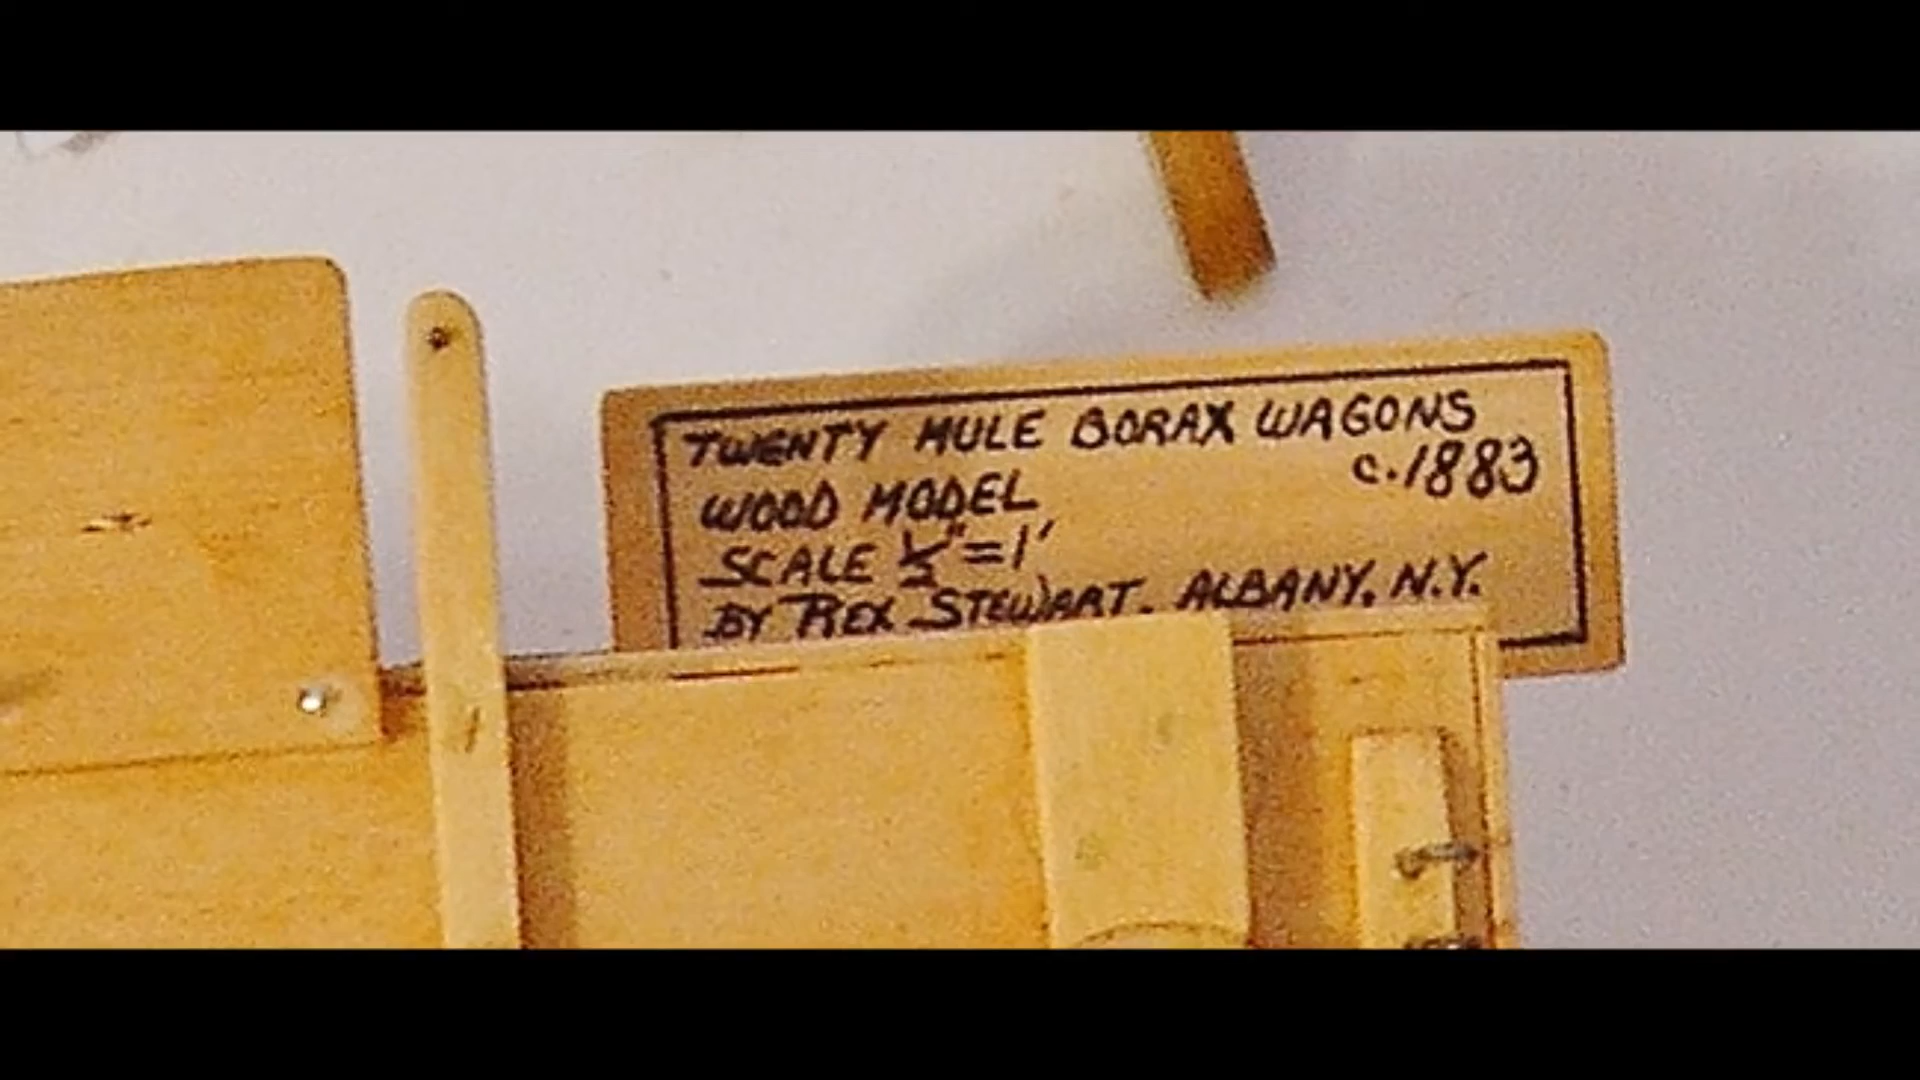 TWENTY MULE BORAX WAGONS
c.1883
WOOD MODEL
SCALE 1/2"=1'
BY REX STEWART. ALBANY, N.Y.